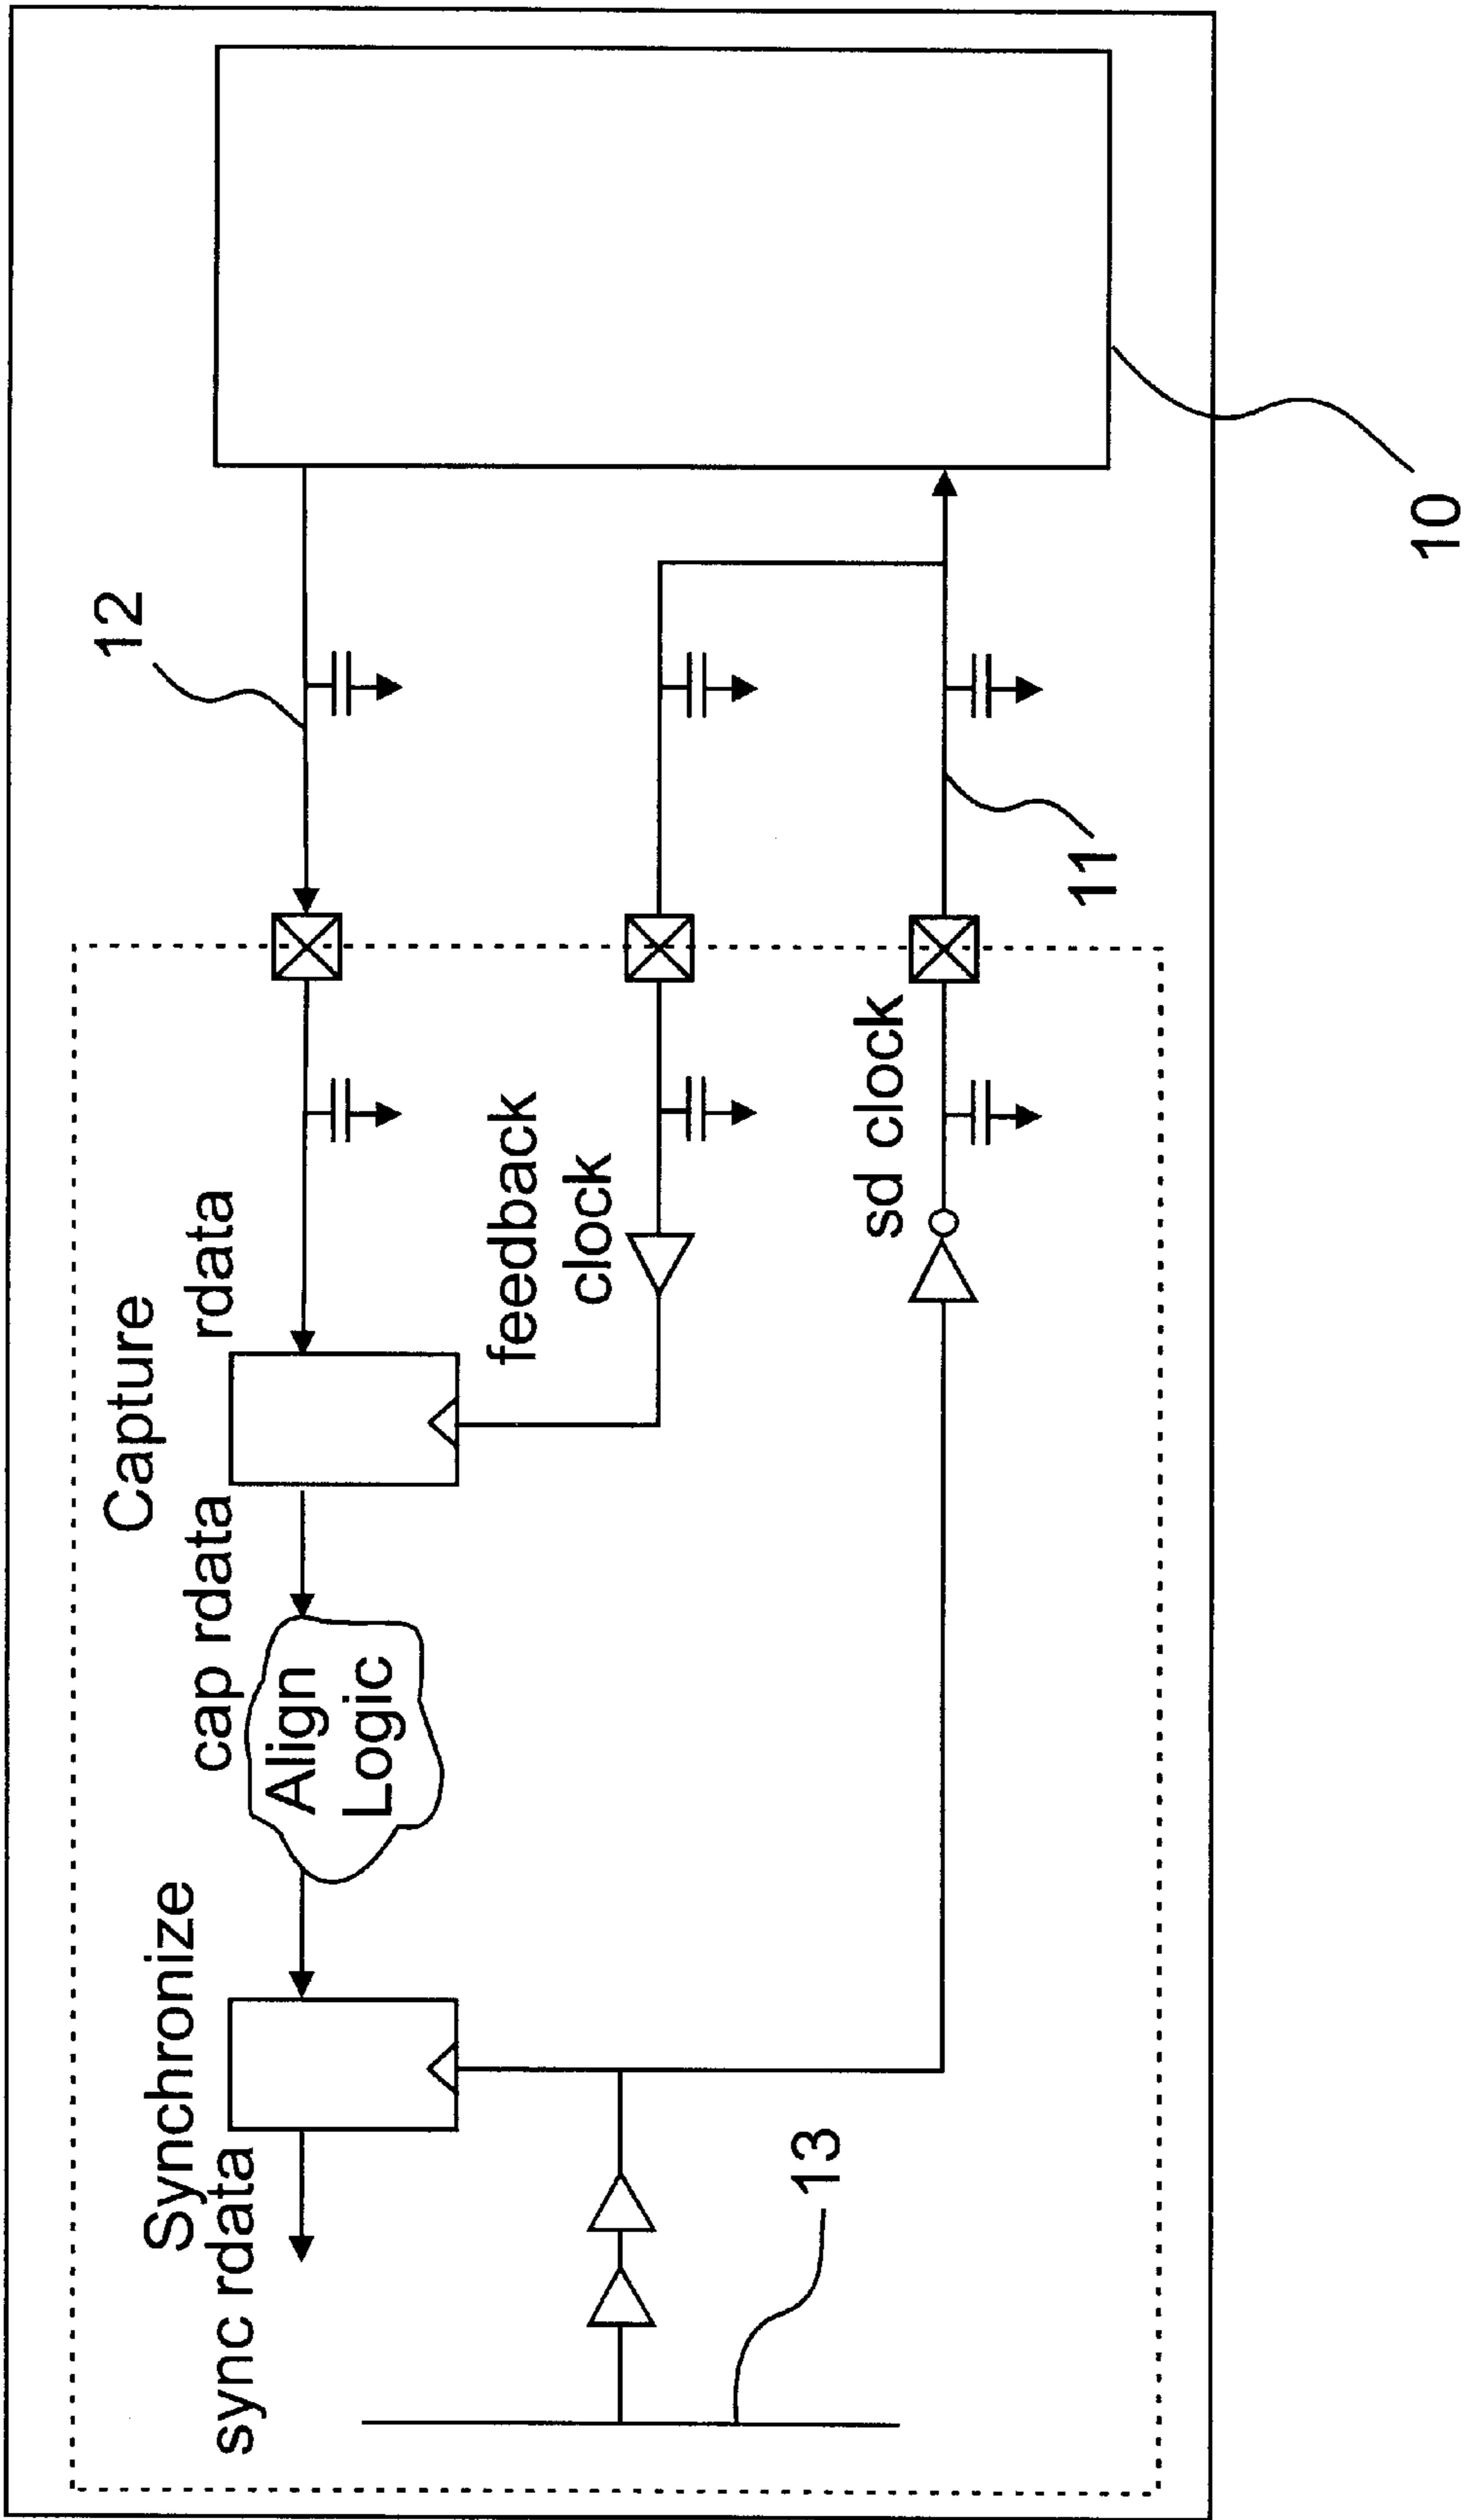 12
10
11
Capture
rdata
feedback
clock
sd clock
cap rdata
Align
Logic
Synchronize
sync rdata
13